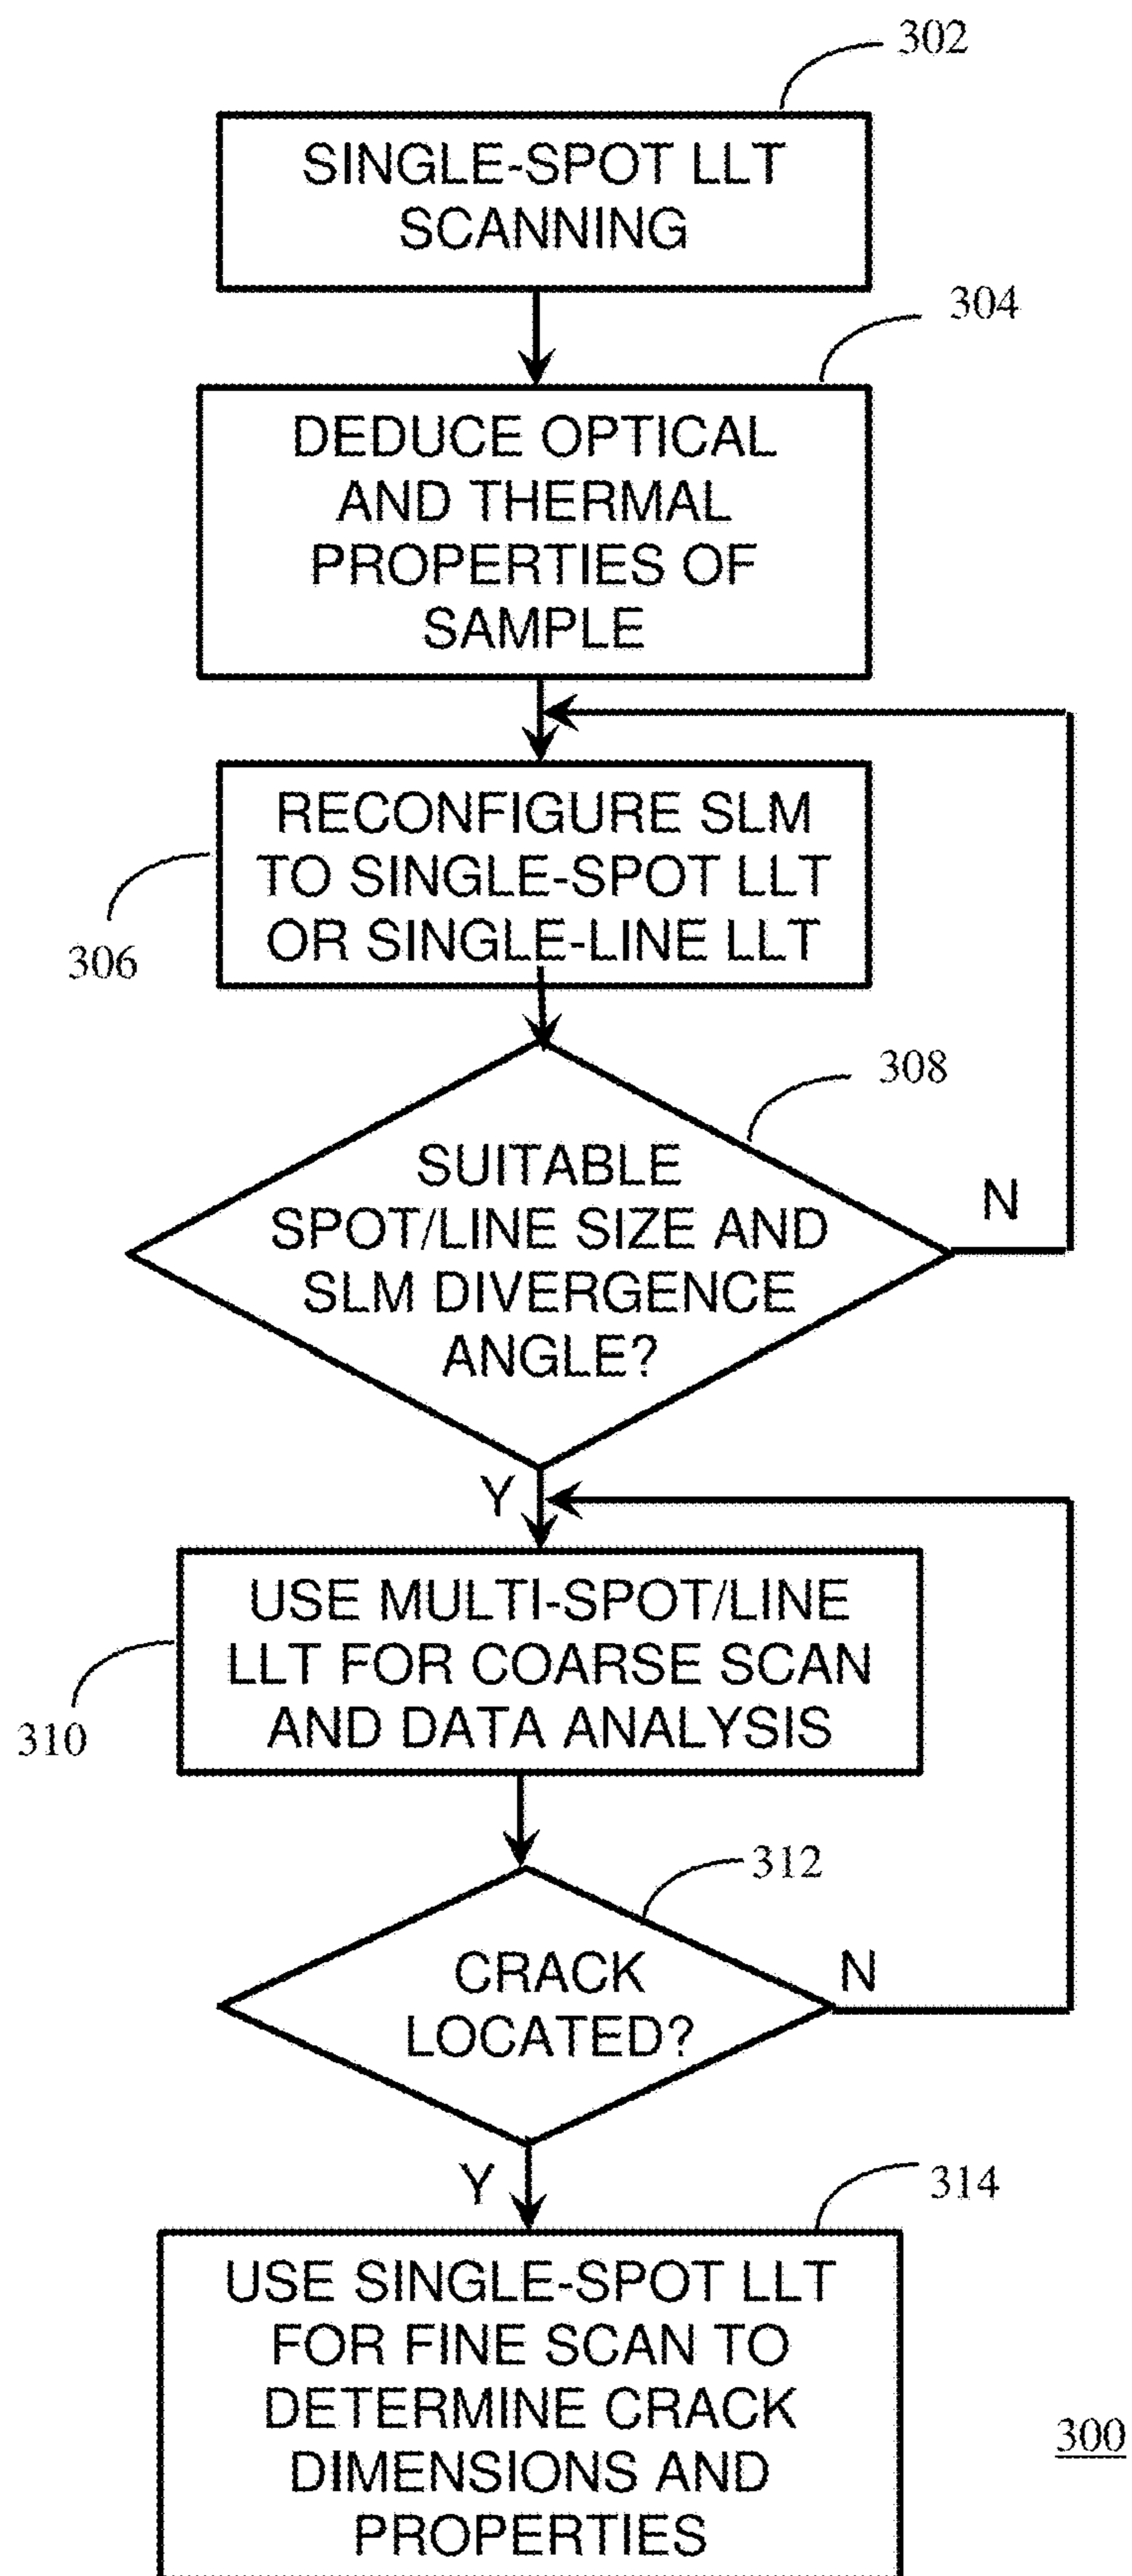 302
SINGLE-SPOT LLT
SCANNING
304
DEDUCE OPTICAL
AND THERMAL
PROPERTIES OF
SAMPLE
RECONFIGURE SLM
TO SINGLE-SPOT LLT
OR SINGLE-LINE LLT
306
308
SUITABLE
SPOT/LINE SIZE AND
SLM DIVERGENCE
ANGLE?
N
Y
USE MULTI-SPOT/LINE
LLT FOR COARSE SCAN
AND DATA ANALYSIS
310
312
CRACK
LOCATED?
N
Y
314
USE SINGLE-SPOT LLT
FOR FINE SCAN TO
DETERMINE CRACK
DIMENSIONS AND
PROPERTIES
300